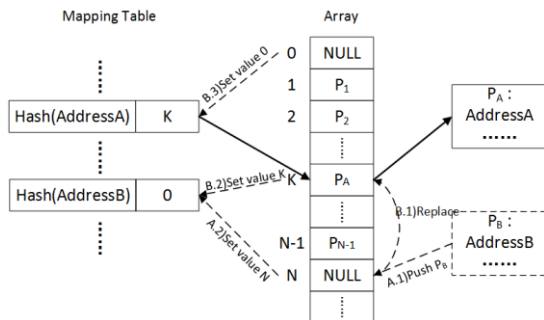 Mapping Table
Array
0 NULL
1 P1
2 P2
Hash(AddressA) K
B.3)Set value 0
PA :
AddressA
......
K PA
B.2)Set value K
Hash(AddressB) 0
A.2)Set value N
B.1)Replace
N-1 PN-1
N NULL
PB :
AddressB
......
A.1)Push PB